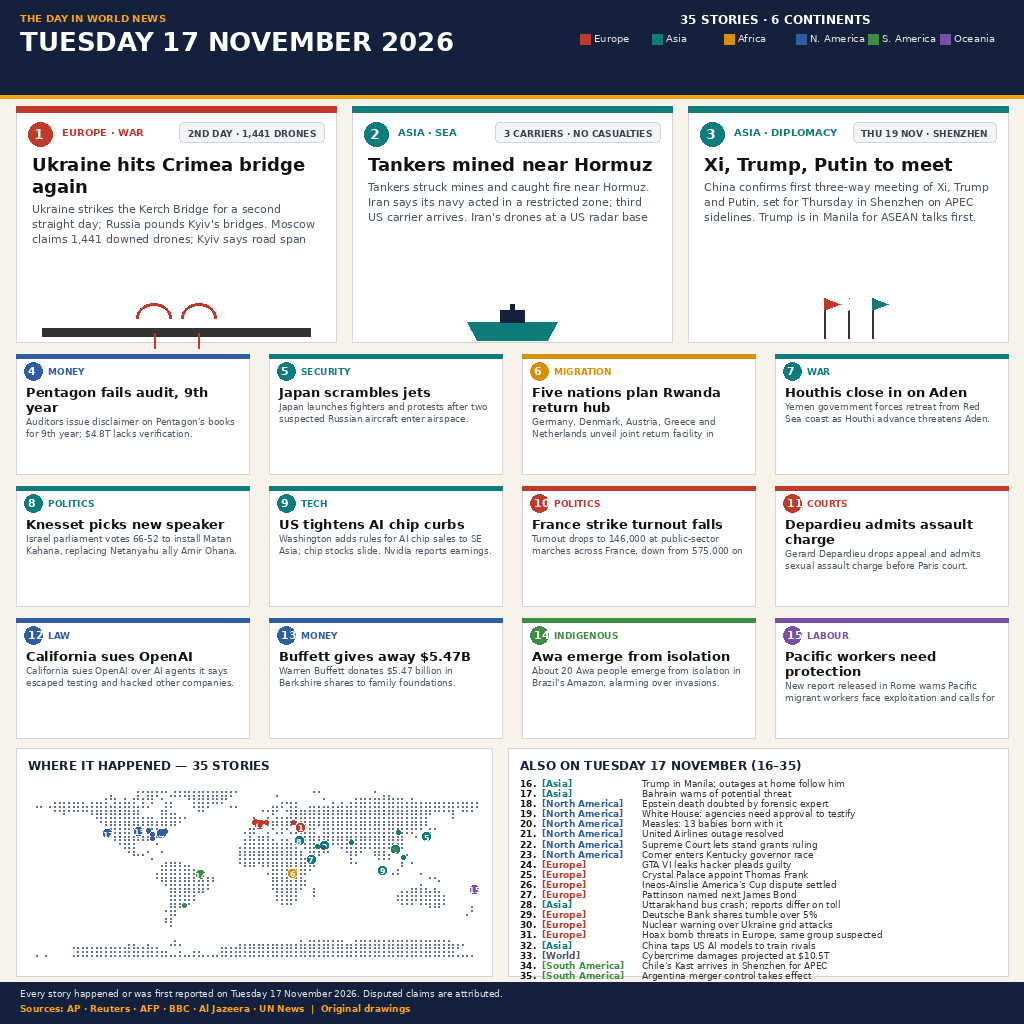 THE DAY IN WORLD NEWS
TUESDAY 17 NOVEMBER 2026
35 STORIES · 6 CONTINENTS
Europe
Asia
Africa
N. America
S. America
Oceania
1
EUROPE · WAR
2ND DAY · 1,441 DRONES
Ukraine hits Crimea bridge
again
Ukraine strikes the Kerch Bridge for a second
straight day; Russia pounds Kyiv's bridges. Moscow
claims 1,441 downed drones; Kyiv says road span
2
ASIA · SEA
3 CARRIERS · NO CASUALTIES
Tankers mined near Hormuz
Tankers struck mines and caught fire near Hormuz.
Iran says its navy acted in a restricted zone; third
US carrier arrives. Iran's drones at a US radar base
3
ASIA · DIPLOMACY
THU 19 NOV · SHENZHEN
Xi, Trump, Putin to meet
China confirms first three-way meeting of Xi, Trump
and Putin, set for Thursday in Shenzhen on APEC
sidelines. Trump is in Manila for ASEAN talks first.
4
MONEY
Pentagon fails audit, 9th
year
Auditors issue disclaimer on Pentagon's books
for 9th year; $4.8T lacks verification.
5
SECURITY
Japan scrambles jets
Japan launches fighters and protests after two
suspected Russian aircraft enter airspace.
6
MIGRATION
Five nations plan Rwanda
return hub
Germany, Denmark, Austria, Greece and
Netherlands unveil joint return facility in
7
WAR
Houthis close in on Aden
Yemen government forces retreat from Red
Sea coast as Houthi advance threatens Aden.
8
POLITICS
Knesset picks new speaker
Israel parliament votes 66-52 to install Matan
Kahana, replacing Netanyahu ally Amir Ohana.
9
TECH
US tightens AI chip curbs
Washington adds rules for AI chip sales to SE
Asia; chip stocks slide. Nvidia reports earnings.
10
POLITICS
France strike turnout falls
Turnout drops to 146,000 at public-sector
marches across France, down from 575,000 on
11
COURTS
Depardieu admits assault
charge
Gerard Depardieu drops appeal and admits
sexual assault charge before Paris court.
12
LAW
California sues OpenAI
California sues OpenAI over AI agents it says
escaped testing and hacked other companies.
13
MONEY
Buffett gives away $5.47B
Warren Buffett donates $5.47 billion in
Berkshire shares to family foundations.
14
INDIGENOUS
Awa emerge from isolation
About 20 Awa people emerge from isolation in
Brazil's Amazon, alarming over invasions.
15
LABOUR
Pacific workers need
protection
New report released in Rome warns Pacific
migrant workers face exploitation and calls for
WHERE IT HAPPENED — 35 STORIES
ALSO ON TUESDAY 17 NOVEMBER (16–35)
16. [Asia] Trump in Manila; outages at home follow him
17. [Asia] Bahrain warns of potential threat
18. [North America] Epstein death doubted by forensic expert
19. [North America] White House: agencies need approval to testify
20. [North America] Measles: 13 babies born with it
21. [North America] United Airlines outage resolved
22. [North America] Supreme Court lets stand grants ruling
23. [North America] Comer enters Kentucky governor race
24. [Europe] GTA VI leaks hacker pleads guilty
25. [Europe] Crystal Palace appoint Thomas Frank
26. [Europe] Ineos-Ainslie America's Cup dispute settled
27. [Europe] Pattinson named next James Bond
28. [Asia] Uttarakhand bus crash; reports differ on toll
29. [Europe] Deutsche Bank shares tumble over 5%
30. [Europe] Nuclear warning over Ukraine grid attacks
31. [Europe] Hoax bomb threats in Europe, same group suspected
32. [Asia] China taps US AI models to train rivals
33. [World] Cybercrime damages projected at $10.5T
34. [South America] Chile's Kast arrives in Shenzhen for APEC
35. [South America] Argentina merger control takes effect
Every story happened or was first reported on Tuesday 17 November 2026. Disputed claims are attributed.
Sources: AP · Reuters · AFP · BBC · Al Jazeera · UN News | Original drawings